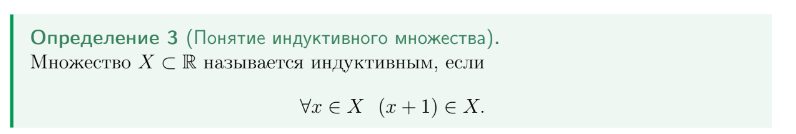 Определение 3 (Понятие индуктивного множества).
Множество X ⊂ ℝ называется индуктивным, если
∀x ∈ X (x + 1) ∈ X.